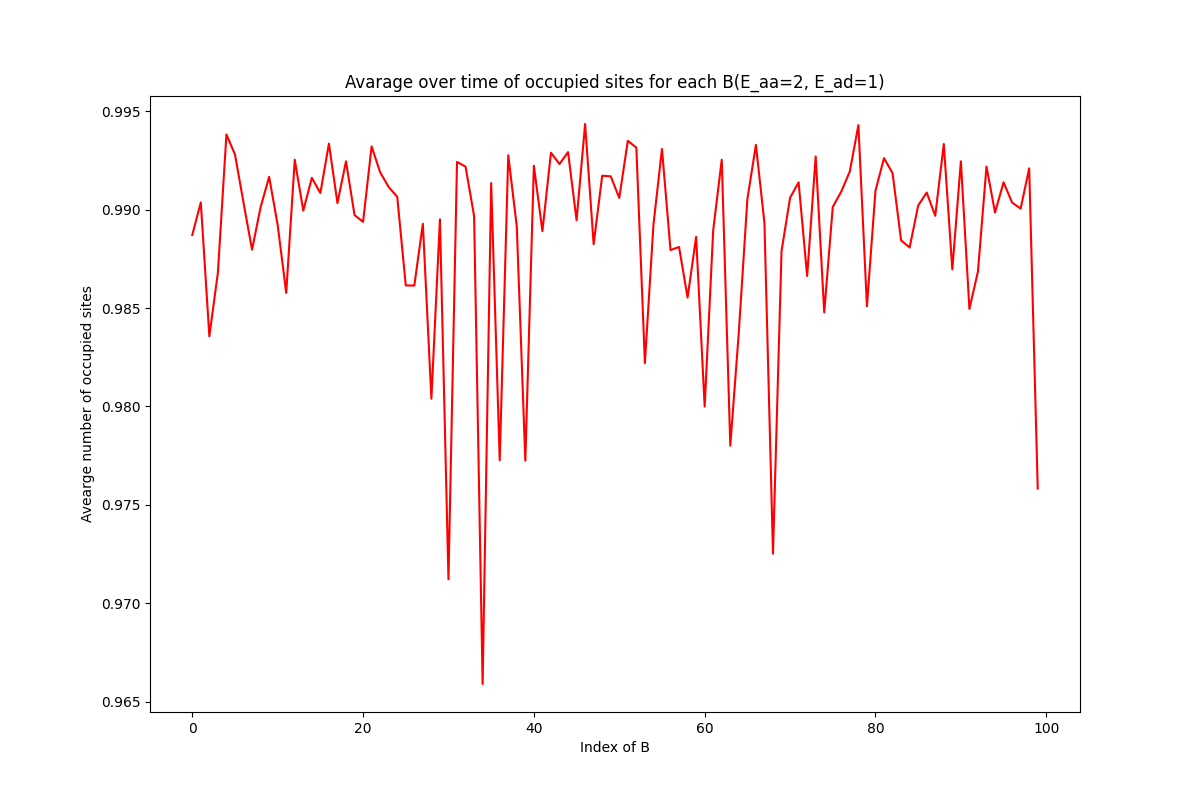 Avarage over time of occupied sites for each B(E_aa=2, E_ad=1)
0.995
0.990
0.985
0.980
0.975
0.970
0.965
Avearge number of occupied sites
0 20 40 60 80 100
Index of B